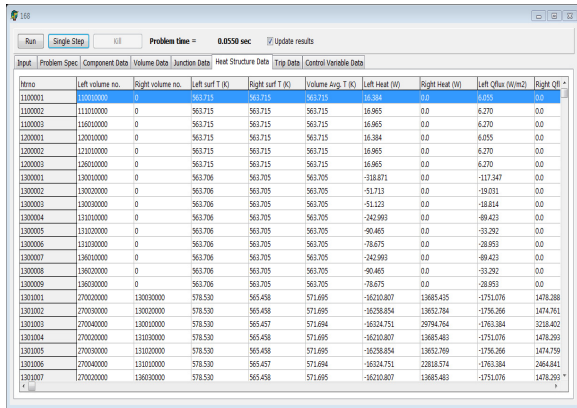 168
Run Single Step Kill Problem time = 0.0550 sec Update results
Input Problem Spec Component Data Volume Data Junction Data Heat Structure Data Trip Data Control Variable Data
htrno Left volume no. Right volume no. Left surf T (K) Right surf T (K) Volume Avg. T (K) Left Heat (W) Right Heat (W) Left Qflux (W/m2) Right Qfl
1100001 110010000 0 563.715 563.715 563.715 16.384 0.0 6.055 0.0
1100002 111010000 0 563.715 563.715 563.715 16.965 0.0 6.270 0.0
1100003 116010000 0 563.715 563.715 563.715 16.965 0.0 6.270 0.0
1200001 120010000 0 563.715 563.715 563.715 16.384 0.0 6.055 0.0
1200002 121010000 0 563.715 563.715 563.715 16.965 0.0 6.270 0.0
1200003 126010000 0 563.715 563.715 563.715 16.965 0.0 6.270 0.0
1300001 130010000 0 563.706 563.706 563.705 -318.871 0.0 -117.347 0.0
1300002 130020000 0 563.706 563.706 563.705 -51.713 0.0 -19.031 0.0
1300003 130030000 0 563.706 563.706 563.705 -51.123 0.0 -18.814 0.0
1300004 131010000 0 563.706 563.706 563.705 -242.993 0.0 -89.423 0.0
1300005 131020000 0 563.706 563.706 563.705 -90.465 0.0 -33.292 0.0
1300006 131030000 0 563.706 563.706 563.705 -78.675 0.0 -28.953 0.0
1300007 136010000 0 563.706 563.706 563.705 -242.993 0.0 -89.423 0.0
1300008 136020000 0 563.706 563.706 563.705 -90.465 0.0 -33.292 0.0
1300009 136030000 0 563.706 563.706 563.705 -78.675 0.0 -28.953 0.0
1301001 270020000 130030000 578.530 565.458 571.695 -16210.807 13685.435 -1751.076 1478.288
1301002 270030000 130020000 578.530 565.458 571.695 -16258.854 13652.784 -1756.266 1474.761
1301003 270040000 130010000 578.530 565.457 571.694 -16324.751 29794.764 -1763.384 3218.402
1301004 270020000 131030000 578.530 565.458 571.695 -16210.807 13685.483 -1751.076 1478.293
1301005 270030000 131020000 578.530 565.458 571.695 -16258.854 13652.769 -1756.266 1474.759
1301006 270040000 131010000 578.530 565.457 571.694 -16324.751 22818.574 -1763.384 2464.841
1301007 270020000 136030000 578.530 565.458 571.695 -16210.807 13685.483 -1751.076 1478.293